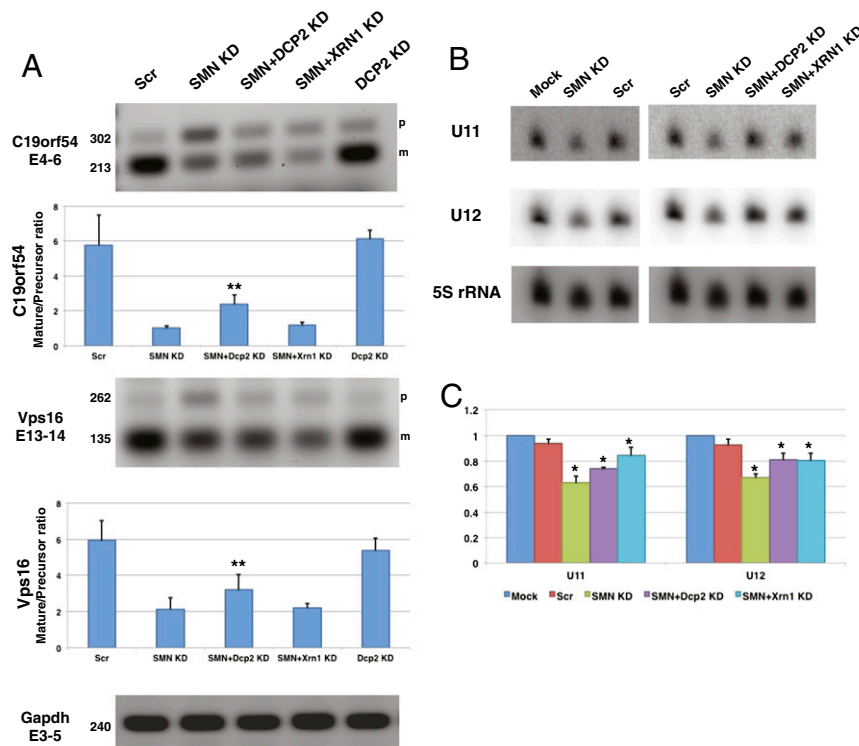 A
Scr
SMN KD
SMN+DCP2 KD
SMN+XRN1 KD
DCP2 KD
C19orf54
E4-6
302
213
p
m
C19orf54
Mature/Precursor ratio
8
6
4
2
0
**
Scr
SMN KD
SMN+Dcp2 KD
SMN+Xrn1 KD
Dcp2 KD
Vps16
E13-14
262
135
p
m
Vps16
Mature/Precursor ratio
8
6
4
2
0
**
Scr
SMN KD
SMN+Dcp2 KD
SMN+Xrn1 KD
Dcp2 KD
Gapdh
E3-5
240
B
Mock
SMN KD
Scr
Scr
SMN KD
SMN+DCP2 KD
SMN+XRN1 KD
U11
U12
5S rRNA
C
1.2
1
0.8
0.6
0.4
0.2
0
* * *
* * *
U11
U12
Mock
Scr
SMN KD
SMN+Dcp2 KD
SMN+Xrn1 KD